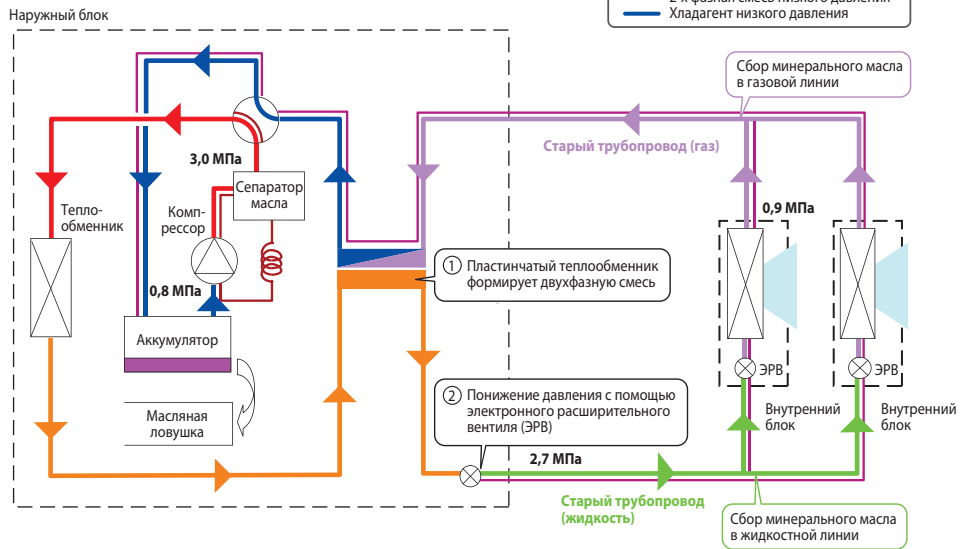 2-х фазная смесь низкого давления
Хладагент низкого давления
Наружный блок
Сбор минерального масла
в газовой линии
Старый трубопровод (газ)
3,0 МПа
Сепаратор
масла
Тепло-
обменник
Комп-
рессор
0,9 МПа
1 Пластинчатый теплообменник
формирует двухфазную смесь
0,8 МПа
Аккумулятор
ЭРВ
ЭРВ
Масляная
ловушка
2 Понижение давления с помощью
электронного расширительного
вентиля (ЭРВ)
Внутренний
блок
Внутренний
блок
2,7 МПа
Старый трубопровод
(жидкость)
Сбор минерального масла
в жидкостной линии